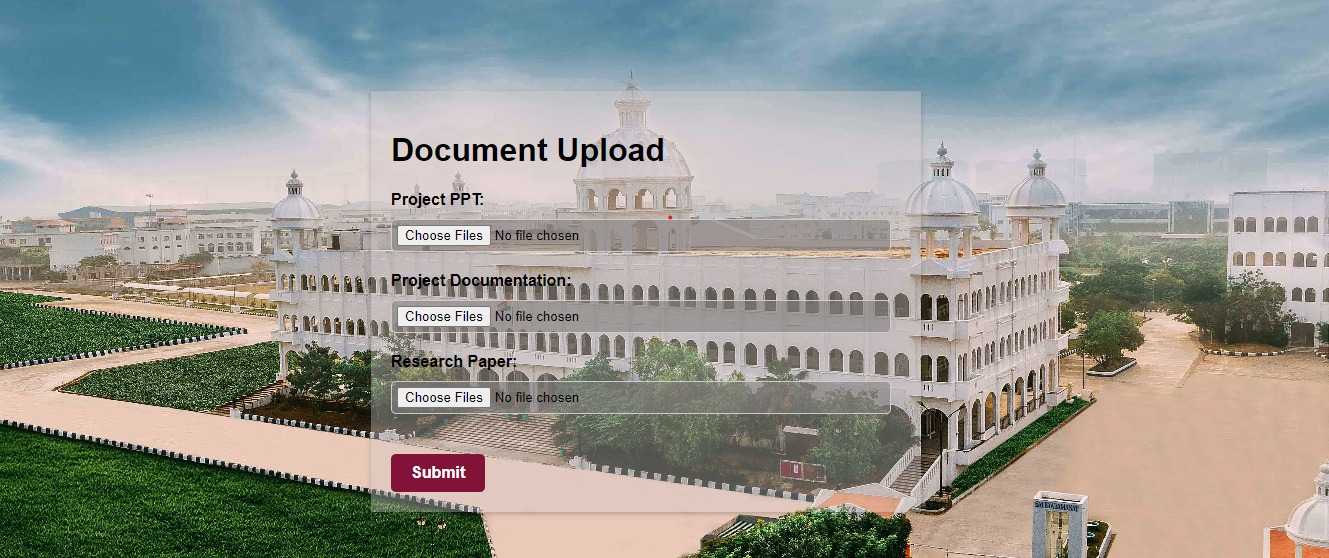 Document Upload
Project PPT:
Choose Files No file chosen
Project Documentation:
Choose Files No file chosen
Research Paper:
Choose Files No file chosen
Submit